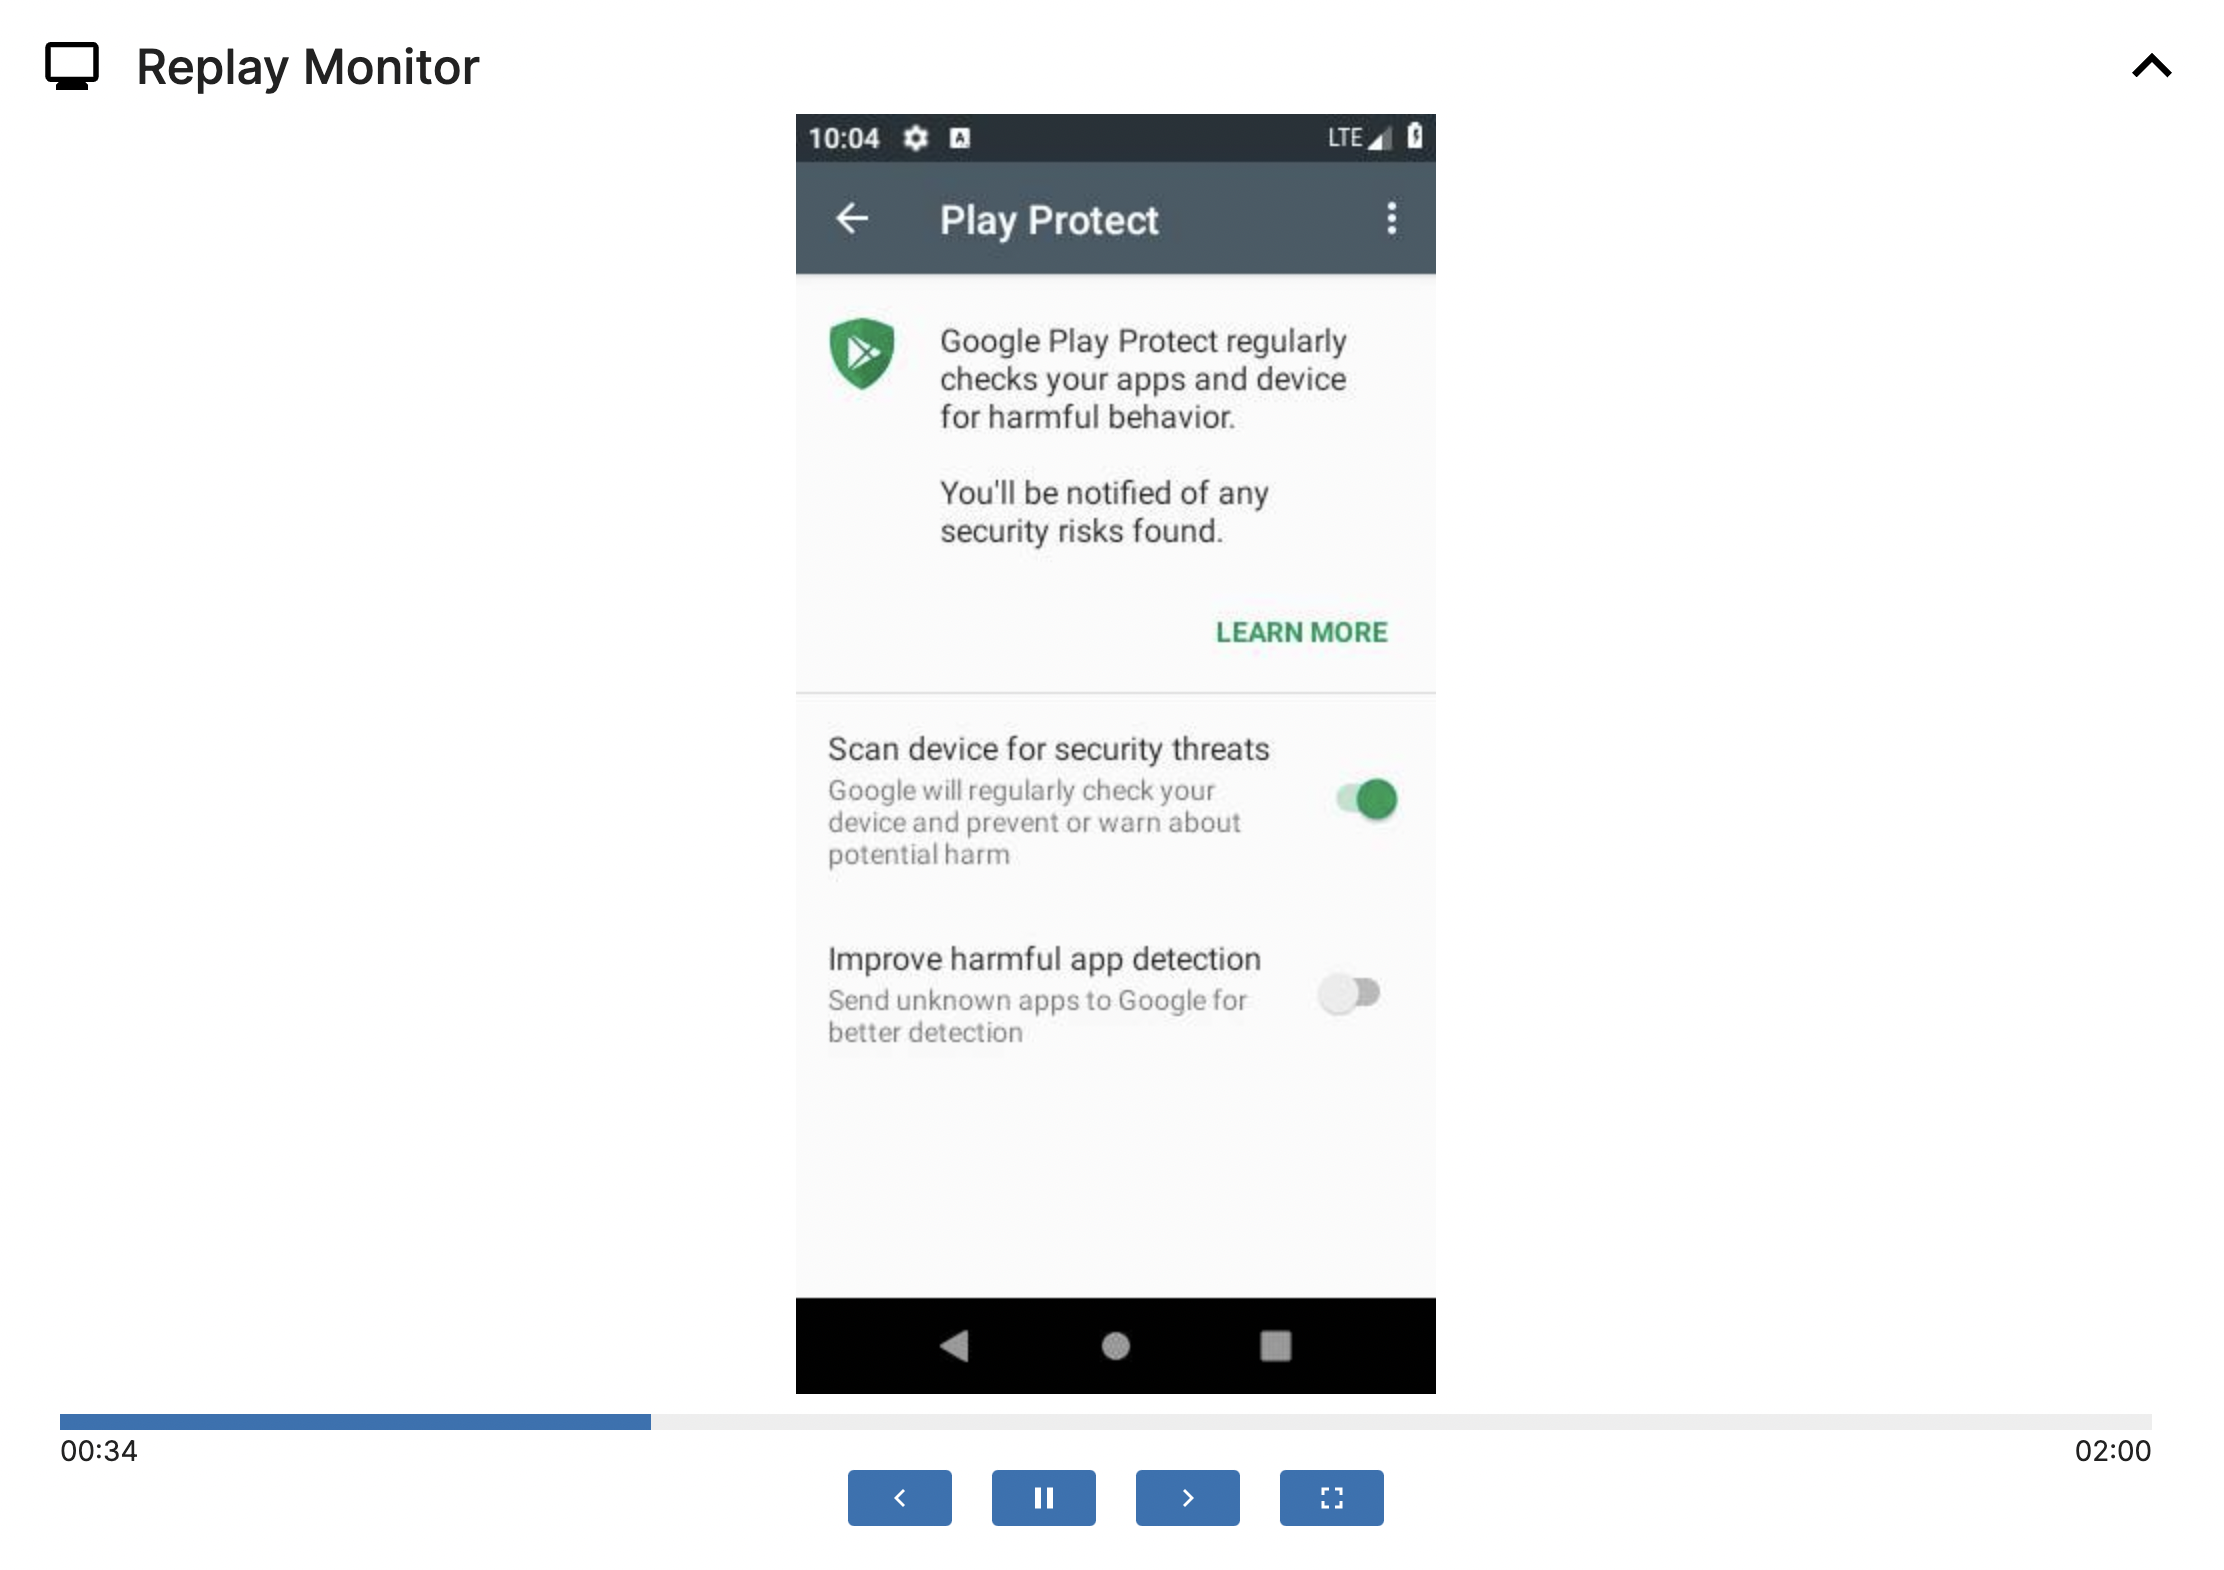 Replay Monitor
10:04
LTE
Play Protect
Google Play Protect regularly
checks your apps and device
for harmful behavior.
You'll be notified of any
security risks found.
LEARN MORE
Scan device for security threats
Google will regularly check your
device and prevent or warn about
potential harm
Improve harmful app detection
Send unknown apps to Google for
better detection
00:34
02:00